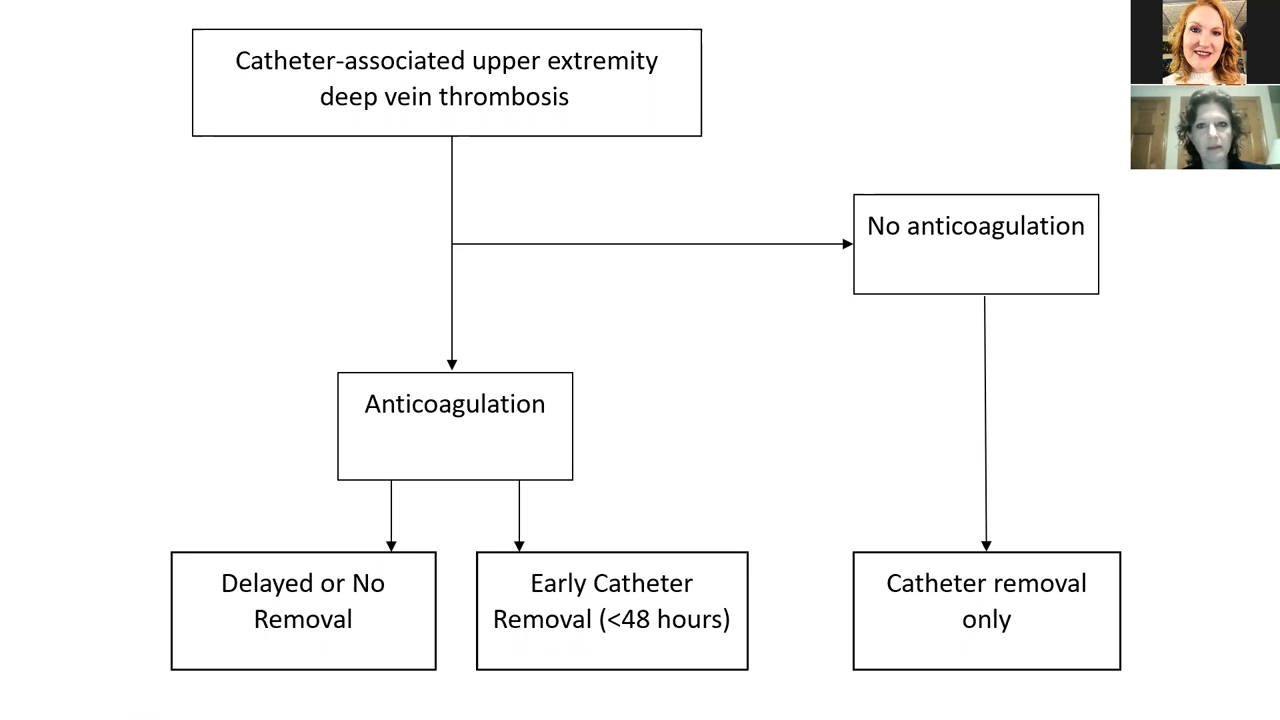 Catheter-associated upper extremity
deep vein thrombosis
No anticoagulation
Anticoagulation
Delayed or No
Removal
Early Catheter
Removal (<48 hours)
Catheter removal
only